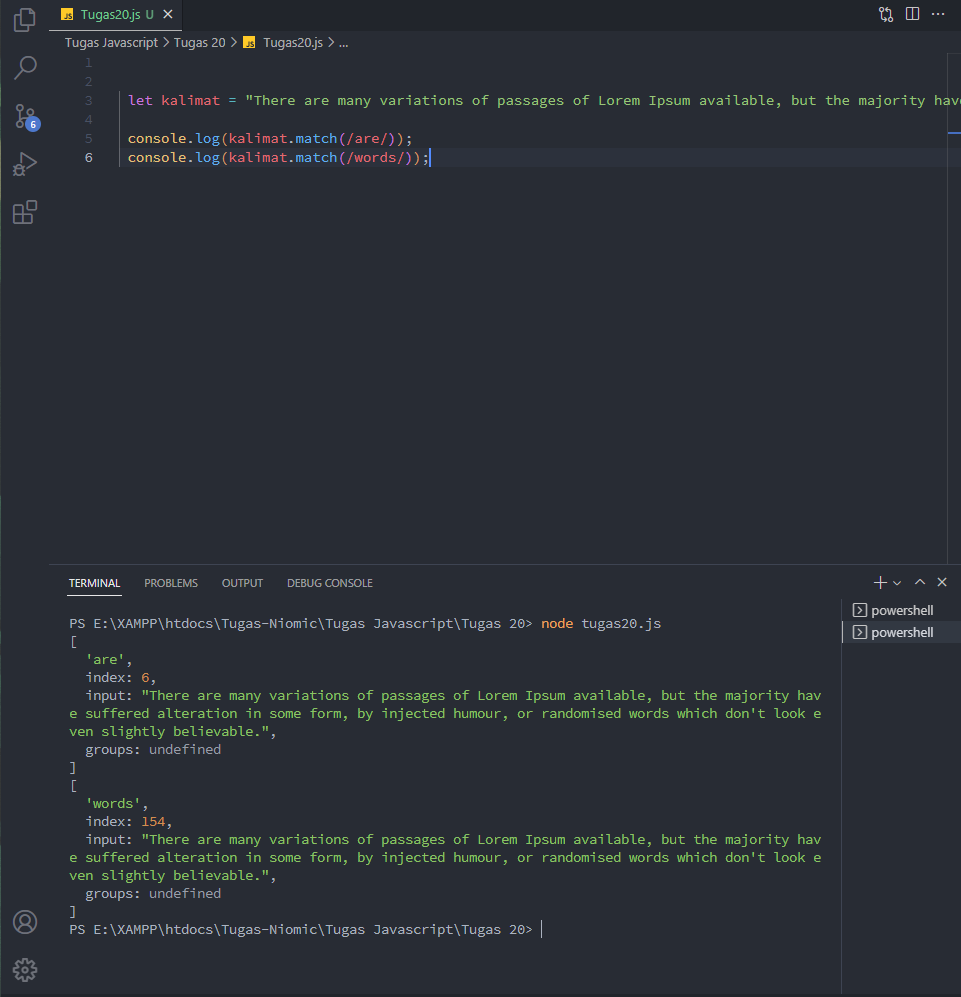 JS Tugas20.js U
Tugas Javascript > Tugas 20 > JS Tugas20.js > ...
1
2
3 let kalimat = "There are many variations of passages of Lorem Ipsum available, but the majority hav
4
5 console.log(kalimat.match(/are/));
6 console.log(kalimat.match(/words/));
6
TERMINAL PROBLEMS OUTPUT DEBUG CONSOLE
powershell
powershell
PS E:\XAMPP\htdocs\Tugas-Niomic\Tugas Javascript\Tugas 20> node tugas20.js
[
'are',
index: 6,
input: "There are many variations of passages of Lorem Ipsum available, but the majority hav
e suffered alteration in some form, by injected humour, or randomised words which don't look e
ven slightly believable.",
groups: undefined
]
[
'words',
index: 154,
input: "There are many variations of passages of Lorem Ipsum available, but the majority hav
e suffered alteration in some form, by injected humour, or randomised words which don't look e
ven slightly believable.",
groups: undefined
]
PS E:\XAMPP\htdocs\Tugas-Niomic\Tugas Javascript\Tugas 20>